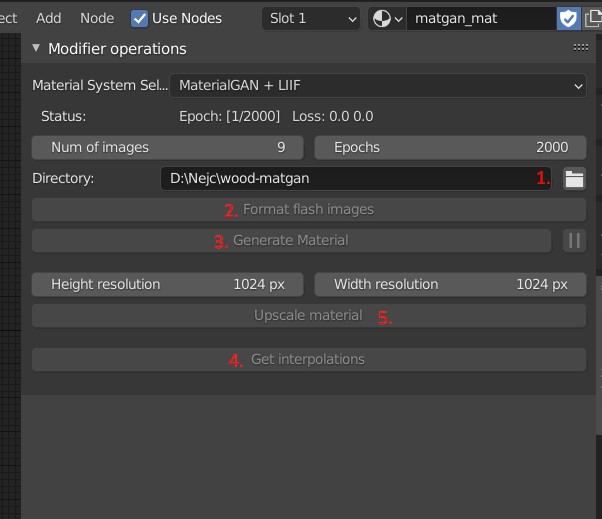 ect Add Node Use Nodes Slot 1 matgan_mat
Modifier operations
Material System Sel... MaterialGAN + LIIF
Status: Epoch: [1/2000] Loss: 0.0 0.0
Num of images 9 Epochs 2000
Directory: D:\Nejc\wood-matgan 1.
2. Format flash images
3. Generate Material
Height resolution 1024 px Width resolution 1024 px
Upscale material 5.
4. Get interpolations